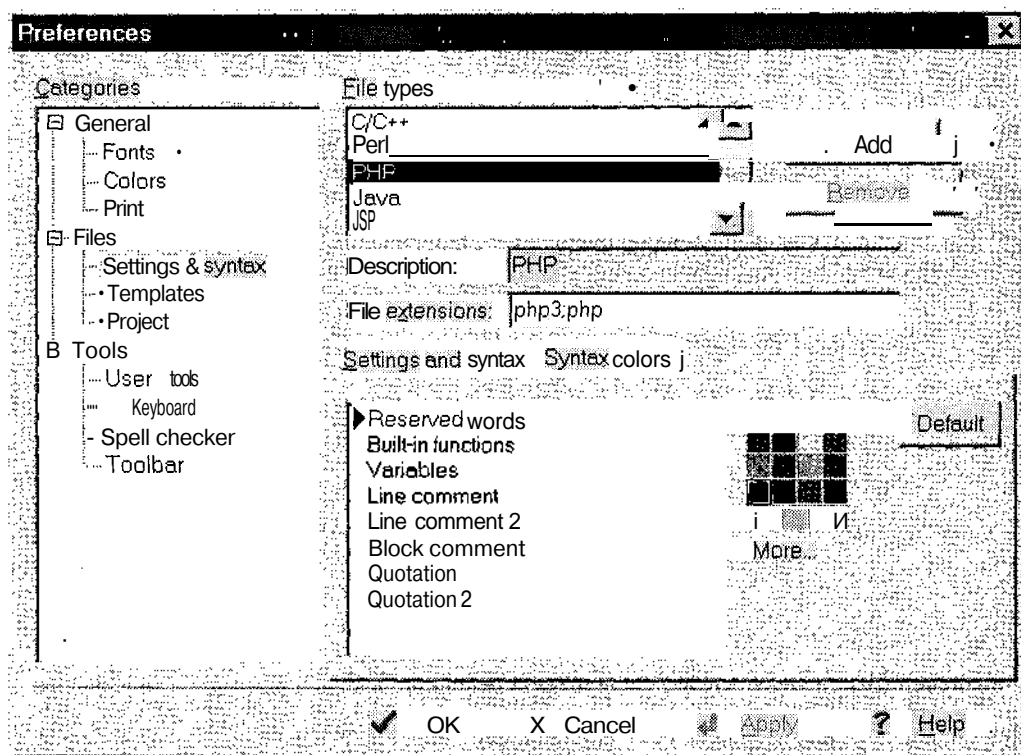 Preferences
Categories
General
Fonts
Colors
Print
Files
Settings & syntax
Templates
Project
B Tools
User tools
Keyboard
Spell checker
Toolbar
File types
C/C++
Perl
PHP
Java
JSP
Add
Remove
Description: PHP
File extensions: php3;php
Settings and syntax Syntax colors j
Reserved words
Built-in functions
Variables
Line comment
Line comment 2
Block comment
Quotation
Quotation 2
Default
i И
More...
OK X Cancel Apply ? Help